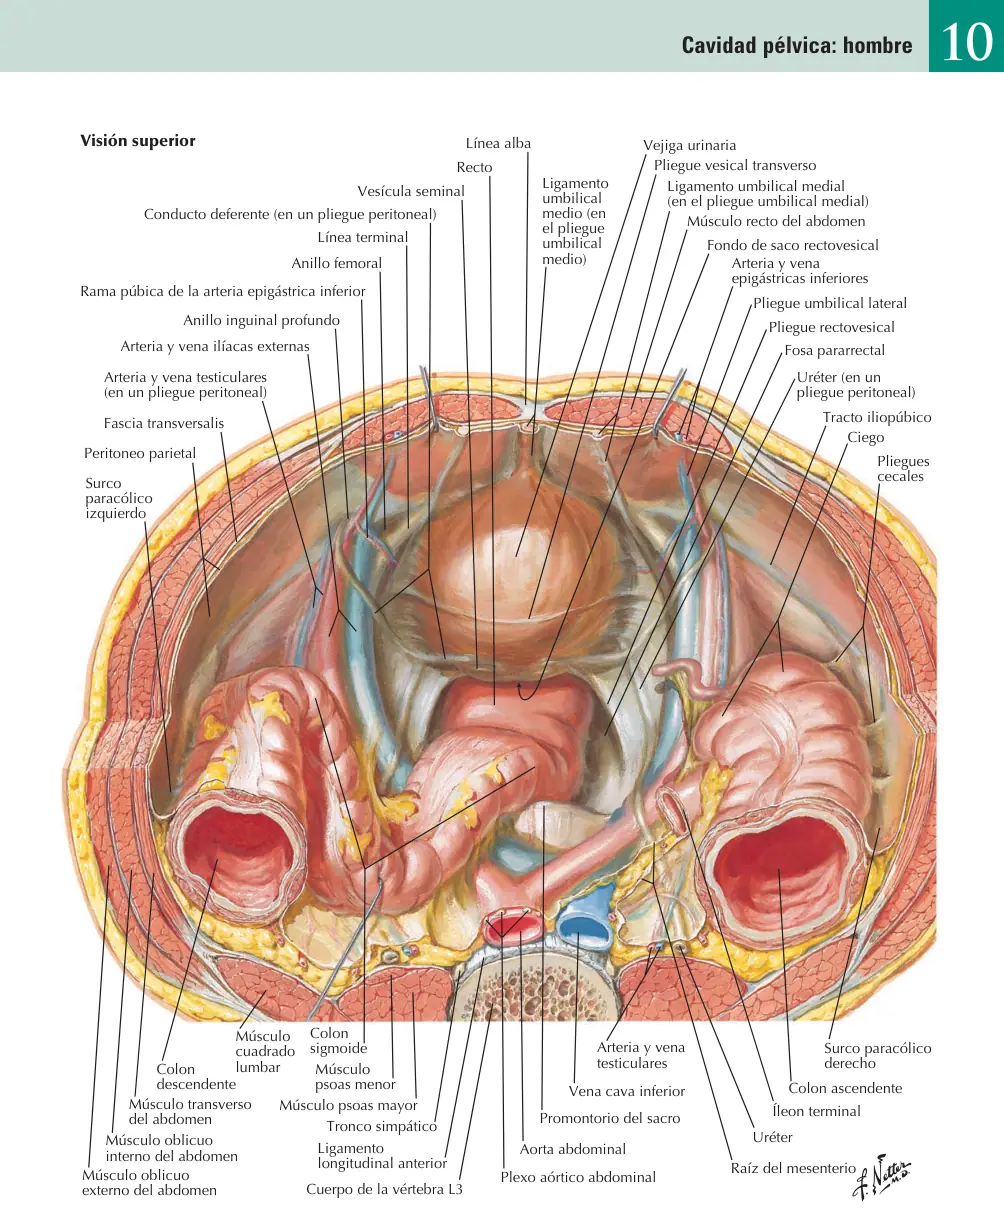 Cavidad pélvica: hombre
10
Visión superior
Línea alba
Recto
Vesícula seminal
Conducto deferente (en un pliegue peritoneal)
Línea terminal
Anillo femoral
Rama púbica de la arteria epigástrica inferior
Anillo inguinal profundo
Arteria y vena ilíacas externas
Arteria y vena testiculares
(en un pliegue peritoneal)
Fascia transversalis
Peritoneo parietal
Surco
paracólico
izquierdo
Ligamento
umbilical
medio (en
el pliegue
umbilical
medio)
Vejiga urinaria
Pliegue vesical transverso
Ligamento umbilical medial
(en el pliegue umbilical medial)
Músculo recto del abdomen
Fondo de saco rectovesical
Arteria y vena
epigástricas inferiores
Pliegue umbilical lateral
Pliegue rectovesical
Fosa pararrectal
Uréter (en un
pliegue peritoneal)
Tracto iliopúbico
Ciego
Pliegues
cecales
Músculo
cuadrado
lumbar
Colon
sigmoide
Colon
descendente
Músculo
psoas menor
Músculo transverso
del abdomen
Músculo psoas mayor
Tronco simpático
Músculo oblicuo
interno del abdomen
Ligamento
longitudinal anterior
Músculo oblicuo
externo del abdomen
Cuerpo de la vértebra L3
Arteria y vena
testiculares
Vena cava inferior
Promontorio del sacro
Aorta abdominal
Plexo aórtico abdominal
Surco paracólico
derecho
Colon ascendente
Íleon terminal
Uréter
Raíz del mesenterio
F. Netter
M.D.